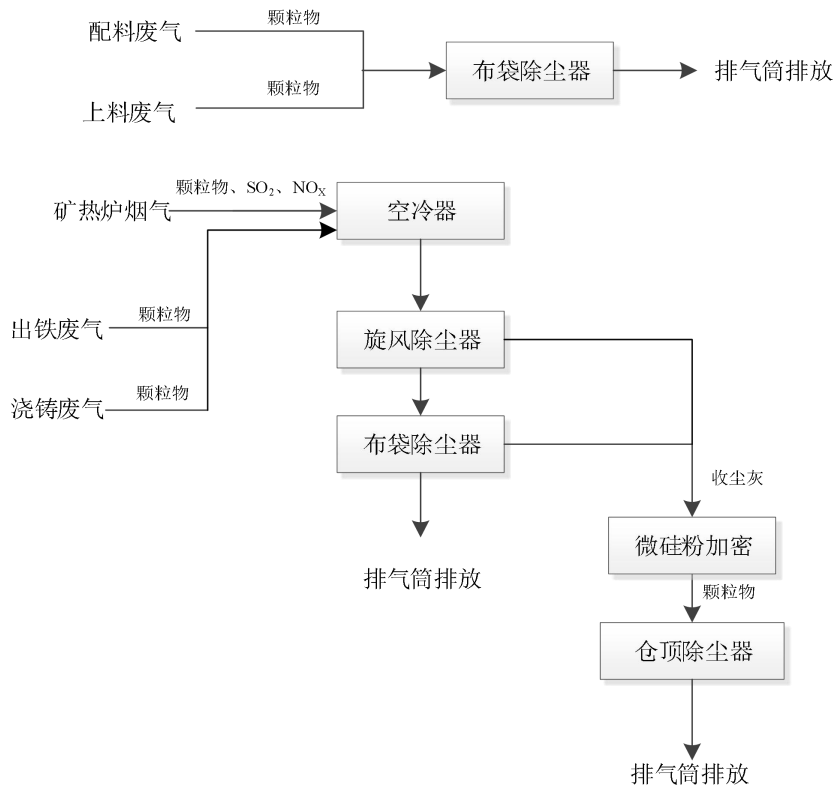 颗粒物
配料废气
布袋除尘器
排气筒排放
颗粒物
上料废气
颗粒物、SO₂、NOX
矿热炉烟气
空冷器
颗粒物
出铁废气
旋风除尘器
颗粒物
浇铸废气
布袋除尘器
收尘灰
微硅粉加密
排气筒排放
颗粒物
仓顶除尘器
排气筒排放